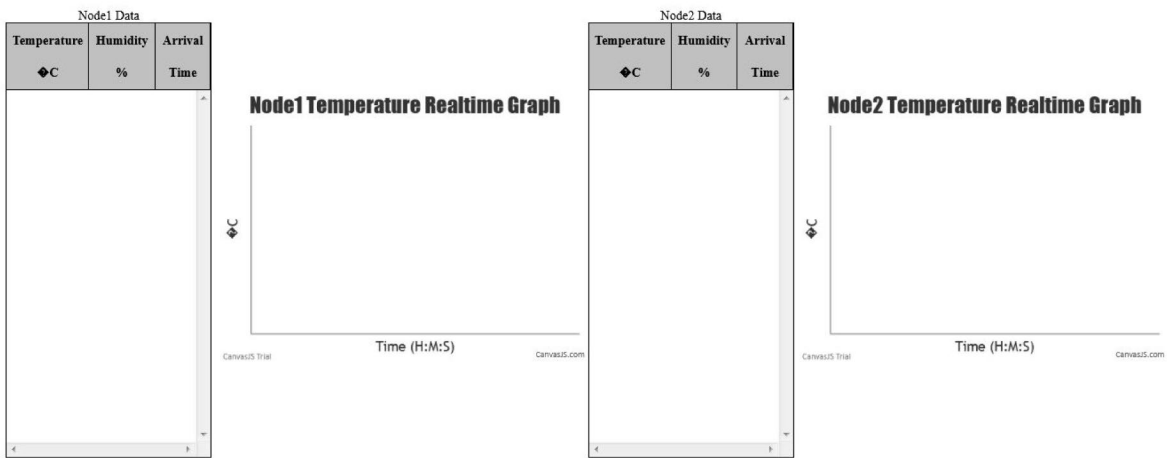 Node1 Data
Temperature Humidity Arrival
�C % Time
Node1 Temperature Realtime Graph
�C
Time (H:M:S)
CanvasJS Trial
CanvasJS.com
Node2 Data
Temperature Humidity Arrival
�C % Time
Node2 Temperature Realtime Graph
�C
Time (H:M:S)
CanvasJS Trial
CanvasJS.com